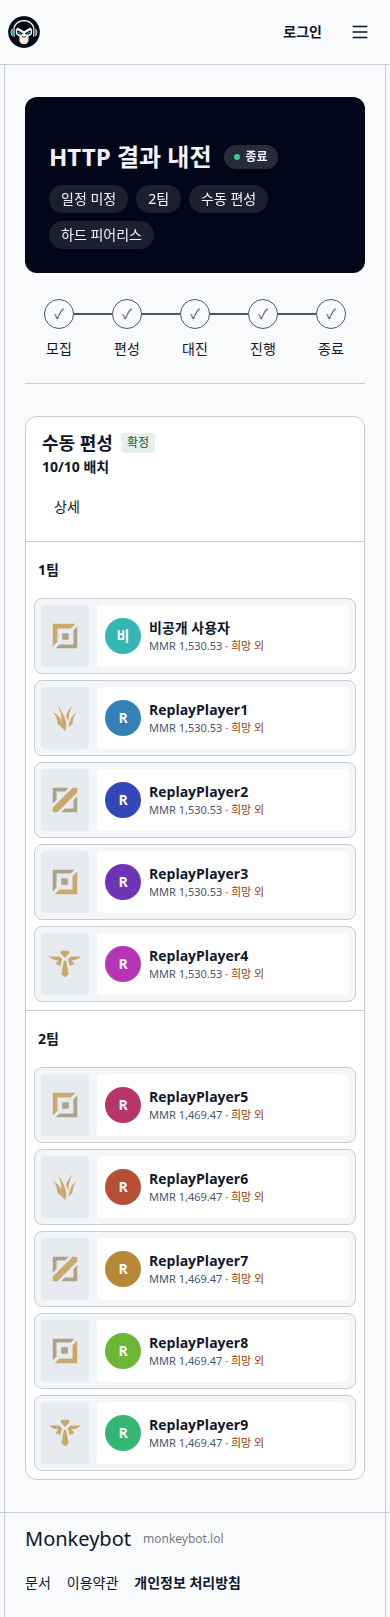 로그인
HTTP 결과 내전 종료
일정 미정 2팀 수동 편성
하드 피어리스
모집 편성 대진 진행 종료
수동 편성 확정
10/10 배치
상세
1팀
비 비공개 사용자
MMR 1,530.53 · 희망 외
R ReplayPlayer1
MMR 1,530.53 · 희망 외
R ReplayPlayer2
MMR 1,530.53 · 희망 외
R ReplayPlayer3
MMR 1,530.53 · 희망 외
R ReplayPlayer4
MMR 1,530.53 · 희망 외
2팀
R ReplayPlayer5
MMR 1,469.47 · 희망 외
R ReplayPlayer6
MMR 1,469.47 · 희망 외
R ReplayPlayer7
MMR 1,469.47 · 희망 외
R ReplayPlayer8
MMR 1,469.47 · 희망 외
R ReplayPlayer9
MMR 1,469.47 · 희망 외
Monkeybot monkeybot.lol
문서 이용약관 개인정보 처리방침